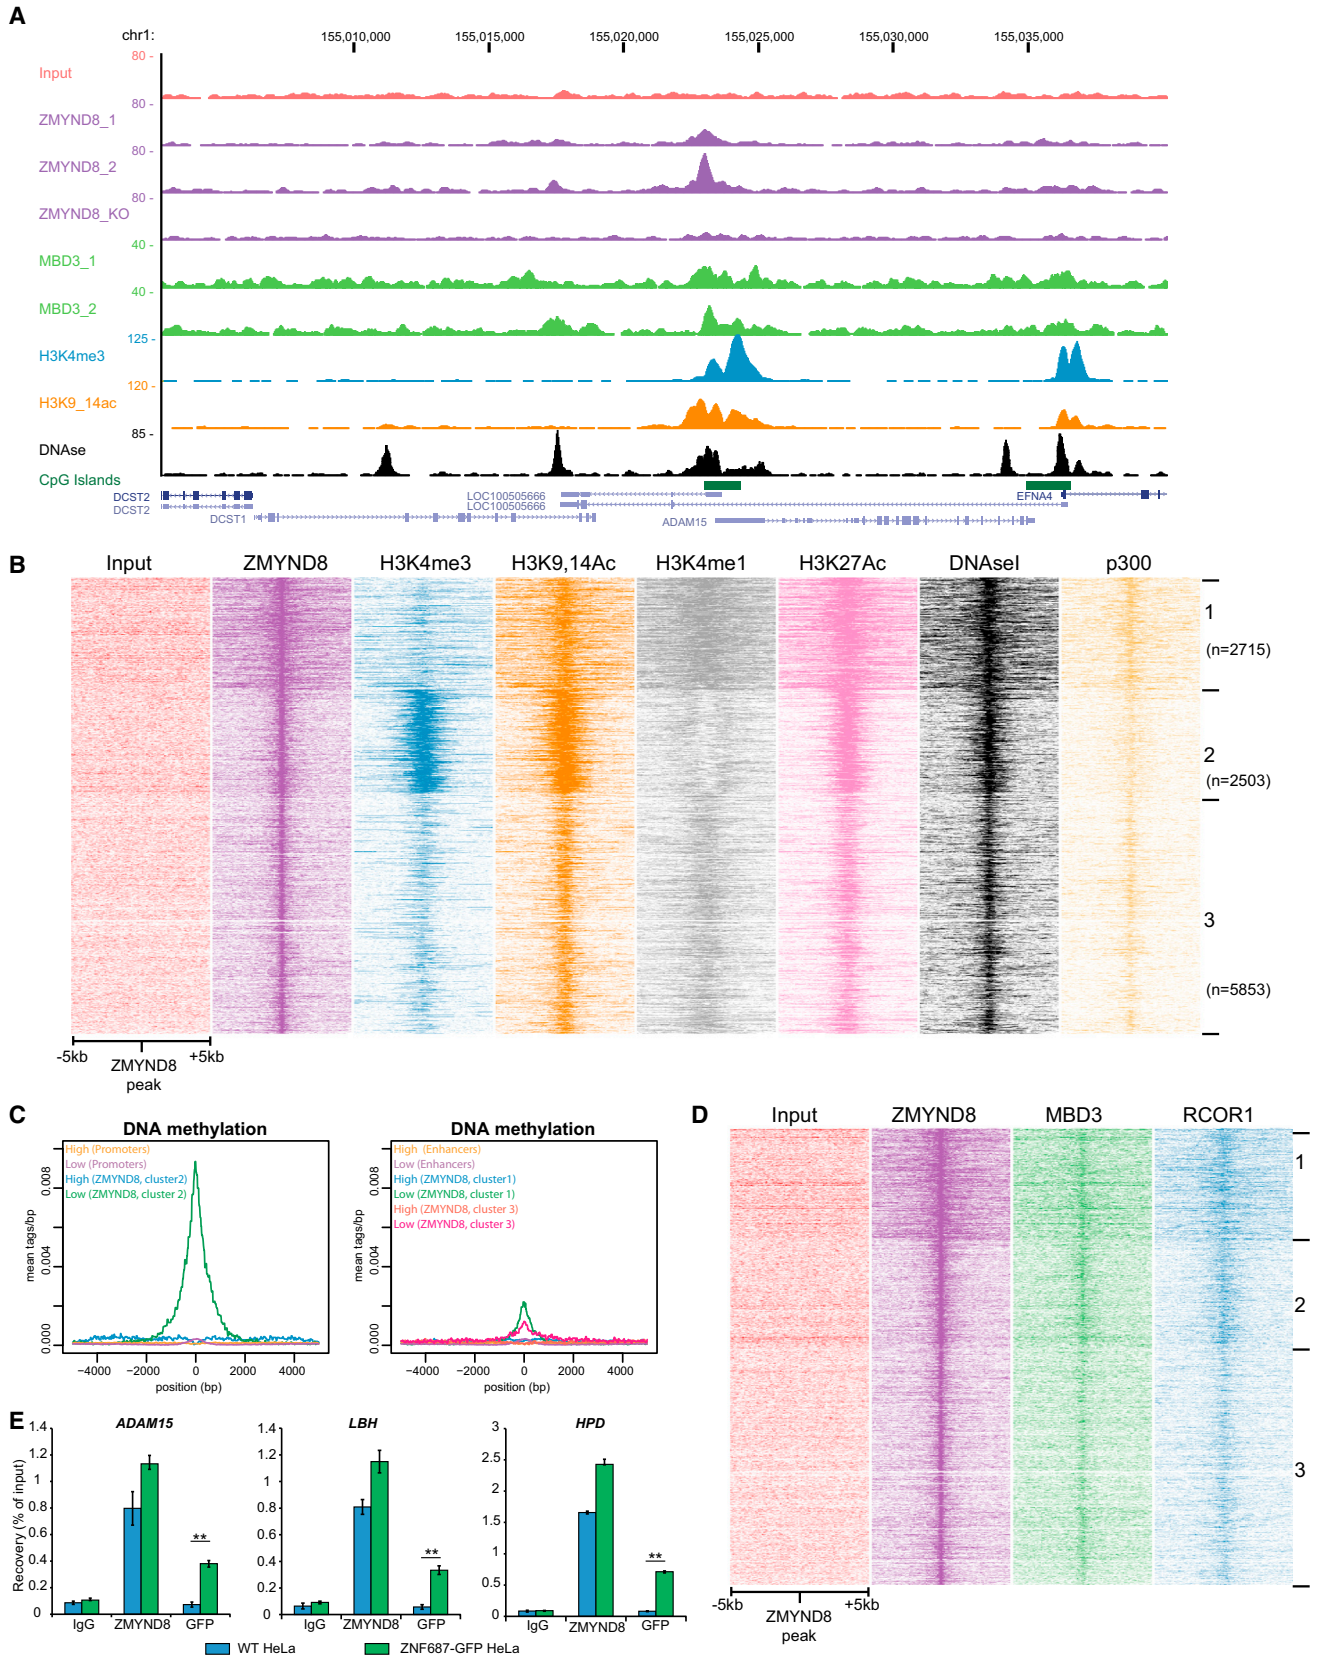 A
chr1: 155,010,000 155,015,000 155,020,000 155,025,000 155,030,000 155,035,000
80 -
Input
80 -
ZMYND8_1
80 -
ZMYND8_2
80 -
ZMYND8_KO
40 -
MBD3_1
40 -
MBD3_2
125 -
H3K4me3
120 -
H3K9_14ac
85 -
DNAse
CpG Islands
DCST2 LOC100505666 EFNA4
DCST2 LOC100505666
DCST1 ADAM15
B
Input ZMYND8 H3K4me3 H3K9,14Ac H3K4me1 H3K27Ac DNAseI p300
1
(n=2715)
2
(n=2503)
3
(n=5853)
-5kb +5kb
ZMYND8
peak
C
DNA methylation
High (Promoters)
Low (Promoters)
High (ZMYND8, cluster2)
Low (ZMYND8, cluster 2)
mean tags/bp
0.000 0.004 0.008
−4000 −2000 0 2000 4000
position (bp)
DNA methylation
High (Enhancers)
Low (Enhancers)
High (ZMYND8, cluster1)
Low (ZMYND8, cluster 1)
High (ZMYND8, cluster 3)
Low (ZMYND8, cluster 3)
mean tags/bp
0.000 0.004 0.008
−4000 −2000 0 2000 4000
position (bp)
D
Input ZMYND8 MBD3 RCOR1
1
2
3
-5kb +5kb
ZMYND8
peak
E
ADAM15
Recovery (% of input)
1.4
1.2
1
0.8
0.6
0.4
0.2
0
**
IgG ZMYND8 GFP
LBH
1.4
1.2
1
0.8
0.6
0.4
0.2
0
**
IgG ZMYND8 GFP
HPD
3
2.5
2
1.5
1
0.5
0
**
IgG ZMYND8 GFP
WT HeLa ZNF687-GFP HeLa